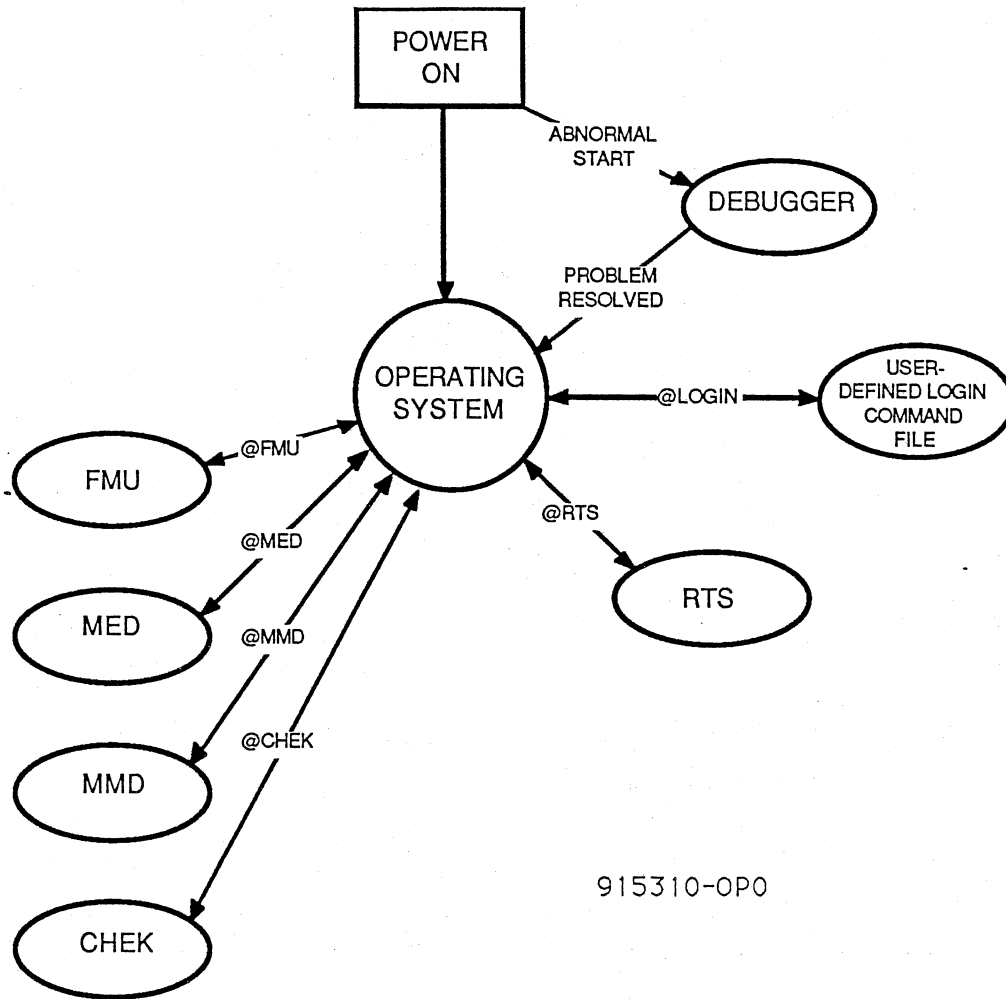 POWER
ON
ABNORMAL
START
DEBUGGER
PROBLEM
RESOLVED
OPERATING
SYSTEM
@LOGIN
USER-
DEFINED LOGIN
COMMAND
FILE
@FMU
FMU
@RTS
@MED
RTS
MED
@MMD
@CHEK
MMD
915310-OPO
CHEK